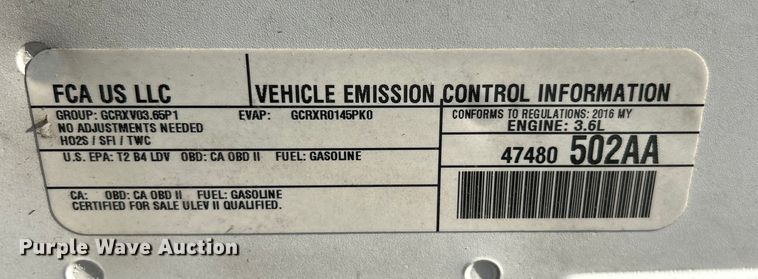 FCA US LLC
VEHICLE EMISSION CONTROL INFORMATION
GROUP: GCRXV03.65P1 EVAP: GCRXR0145PK0
NO ADJUSTMENTS NEEDED
HO2S / SFI / TWC
CONFORMS TO REGULATIONS: 2016 MY
ENGINE: 3.6L
U.S. EPA: T2 B4 LDV OBD: CA OBD II FUEL: GASOLINE
47480 502AA
CA: OBD: CA OBD II FUEL: GASOLINE
CERTIFIED FOR SALE ULEV II QUALIFIED.
Purple Wave Auction